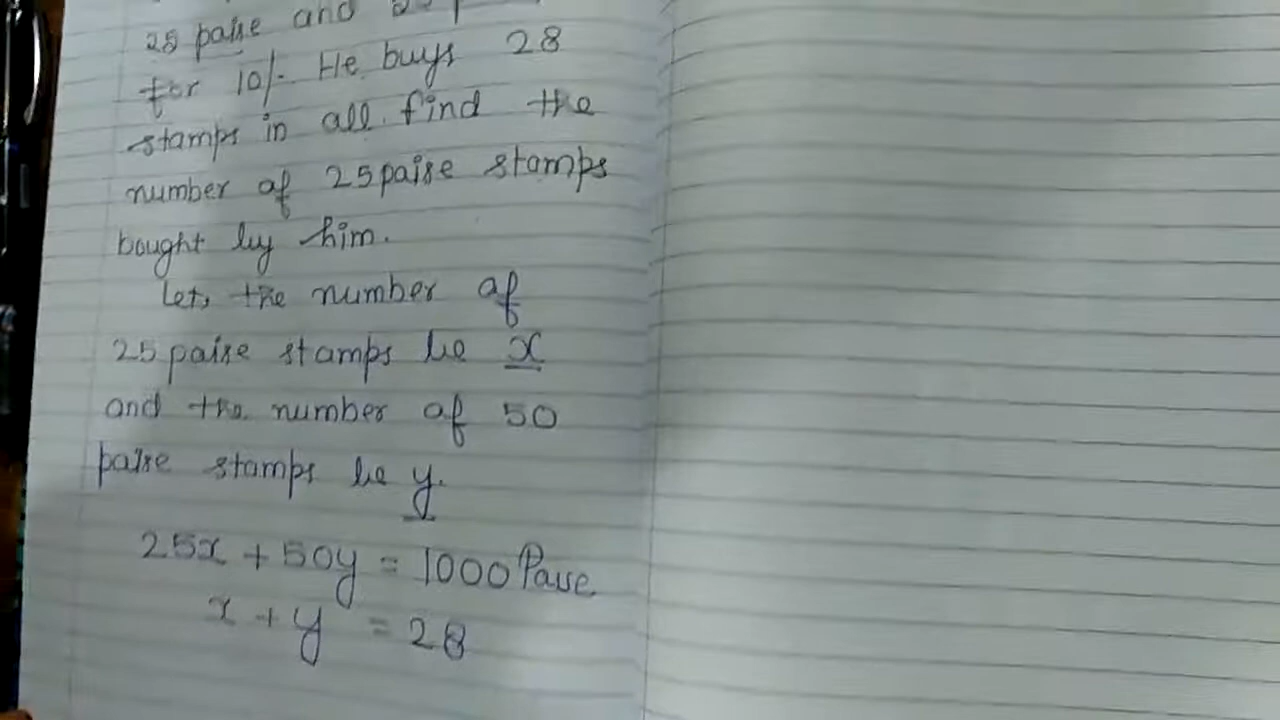 25 paise and
for 10/- He buys 28
stamps in all. find the
number of 25 paise stamps
bought by him.
Let, the number of
25 paise stamps be x
and the number of 50
paise stamps be y.
25x + 50y = 1000 Paise
x + y = 28